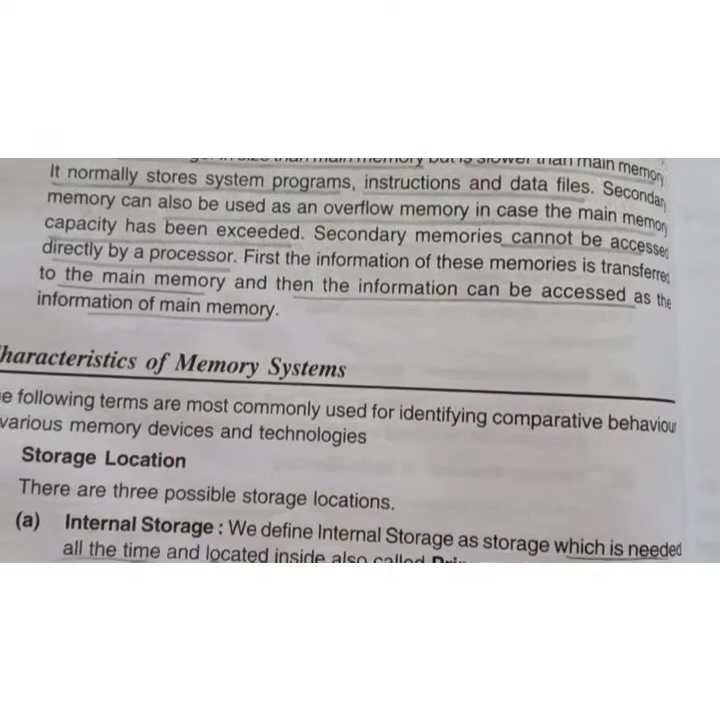 in size than main memory but is slower than main memory
It normally stores system programs, instructions and data files. Secondary
memory can also be used as an overflow memory in case the main memory
capacity has been exceeded. Secondary memories cannot be accessed
directly by a processor. First the information of these memories is transferred
to the main memory and then the information can be accessed as the
information of main memory.
haracteristics of Memory Systems
e following terms are most commonly used for identifying comparative behaviour
various memory devices and technologies
Storage Location
There are three possible storage locations.
(a) Internal Storage : We define Internal Storage as storage which is needed
all the time and located inside also called